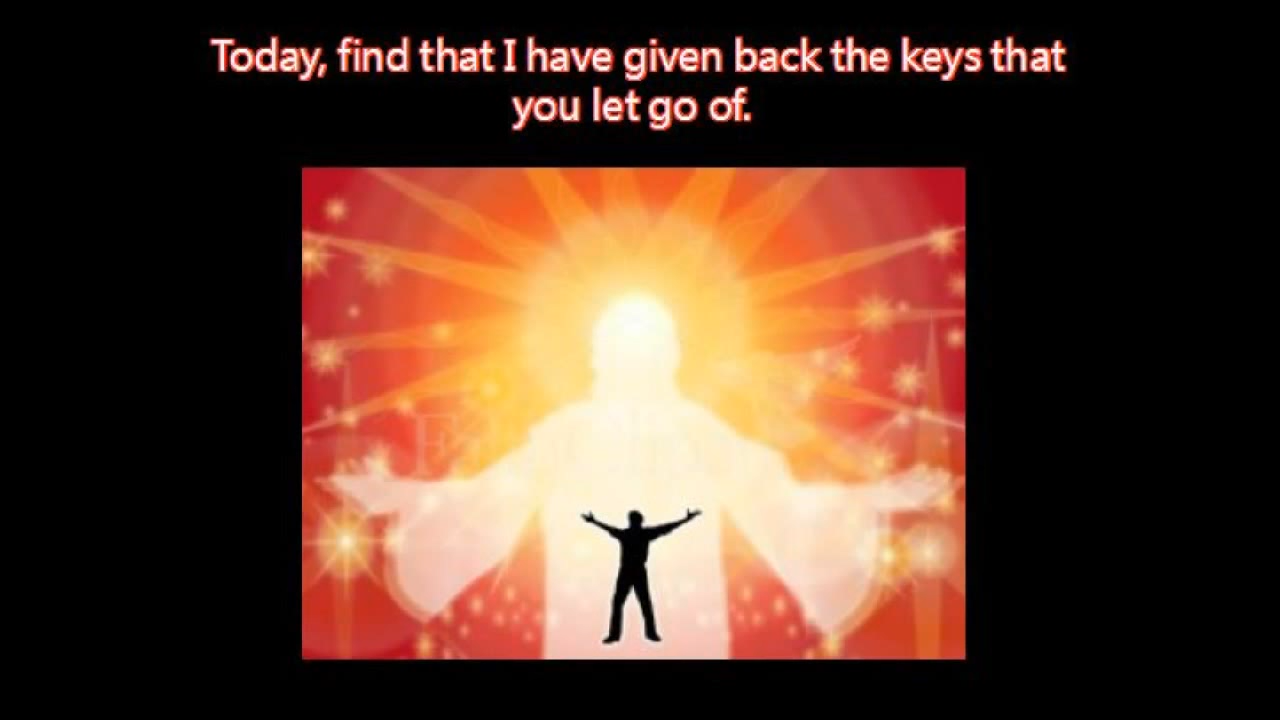 Today, find that I have given back the keys that
you let go of.